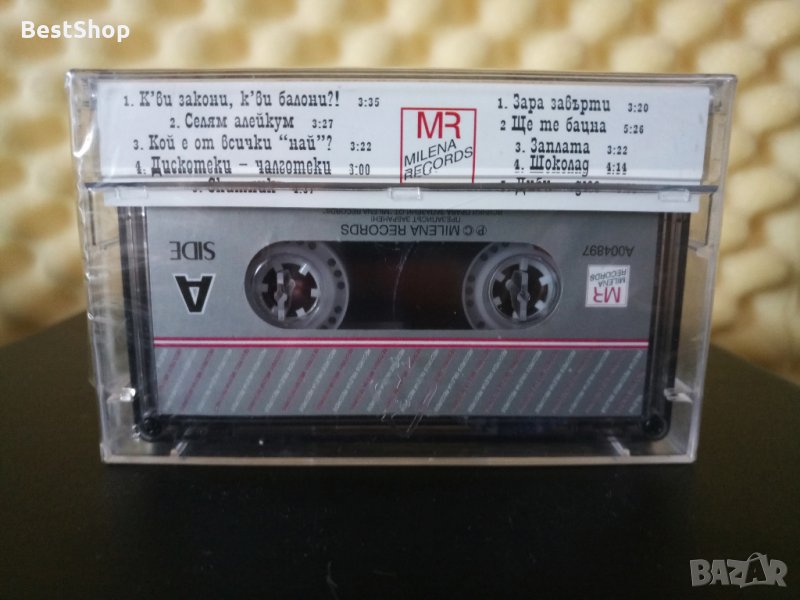 BestShop
1. К'ви закони, к'ви балони?! 3:35
2. Селям алейкум 3:27
3. Кой е от всички "най"? 3:22
4. Дискотеки – чалготеки 3:00
MR
MILENA
RECORDS
1. Зара завърти 3:20
2 Ще те бацна 5:26
3. Заплата 3:22
4. Шоколад 4:14
ПРЕЗАПИСЪТ ЗАБРАНЕН!
℗ © MILENA RECORDS
A
SIDE
A004897
MR
MILENA
RECORDS
BAZAR